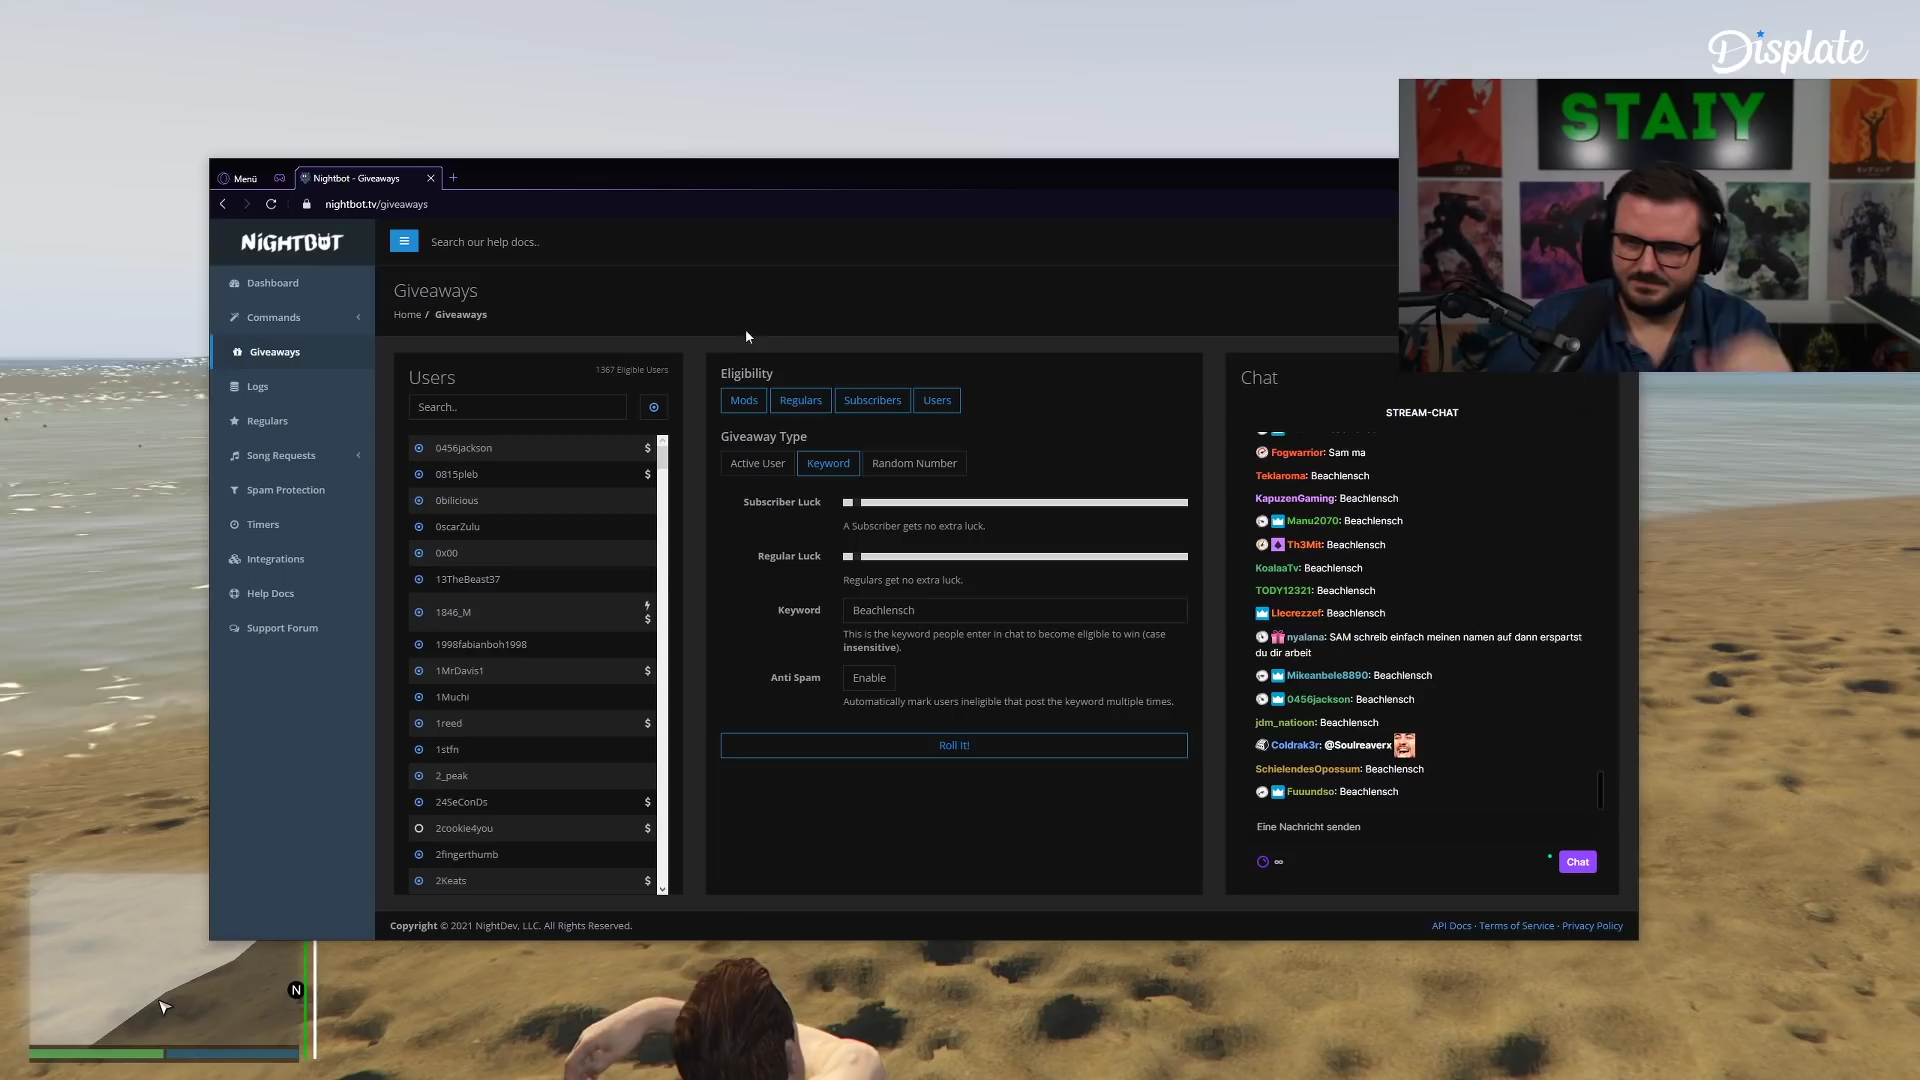 Displate
STAIY
Menü
Nightbot - Giveaways
nightbot.tv/giveaways
NIGHTBOT
Search our help docs..
Dashboard
Commands
Giveaways
Logs
Regulars
Song Requests
Spam Protection
Timers
Integrations
Help Docs
Support Forum
Giveaways
Home / Giveaways
Users
1367 Eligible Users
Search..
0456jackson $
0815pleb $
0bilicious
0scarZulu
0x00
13TheBeast37
1846_M $
1998fabianboh1998
1MrDavis1 $
1Muchi
1reed $
1stfn
2_peak
24SeConDs $
2cookie4you $
2fingerthumb
2Keats $
Eligibility
Mods Regulars Subscribers Users
Giveaway Type
Active User Keyword Random Number
Subscriber Luck
A Subscriber gets no extra luck.
Regular Luck
Regulars get no extra luck.
Keyword Beachlensch
This is the keyword people enter in chat to become eligible to win (case
insensitive).
Anti Spam Enable
Automatically mark users ineligible that post the keyword multiple times.
Roll It!
Chat
STREAM-CHAT
Fogwarrior: Sam ma
Teklaroma: Beachlensch
KapuzenGaming: Beachlensch
Manu2070: Beachlensch
Th3Mit: Beachlensch
KoalaaTv: Beachlensch
TODY12321: Beachlensch
Llecrezzef: Beachlensch
nyalana: SAM schreib einfach meinen namen auf dann erspartst
du dir arbeit
Mikeanbele8890: Beachlensch
0456jackson: Beachlensch
jdm_natioon: Beachlensch
Coldrak3r: @Soulreaverx
SchielendesOpossum: Beachlensch
Fuuundso: Beachlensch
Eine Nachricht senden
∞
Chat
Copyright © 2021 NightDev, LLC. All Rights Reserved.
API Docs · Terms of Service · Privacy Policy
N